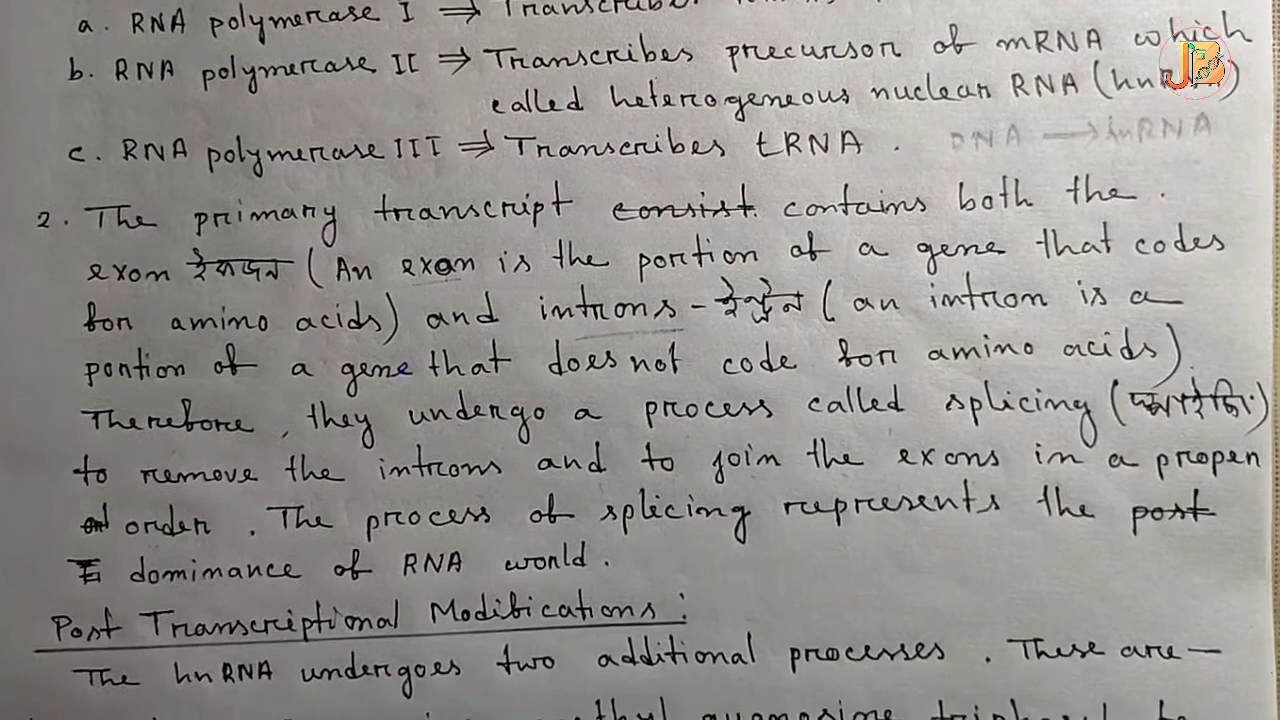 a. RNA polymerase I ⇒ Transcribes
b. RNA polymerase II ⇒ Transcribes precursor of mRNA which
called heterogeneous nuclear RNA (hnRNA)
c. RNA polymerase III ⇒ Transcribes tRNA.
DNA → hnRNA
2. The primary transcript consist contains both the
exon (An exon is the portion of a gene that codes
for amino acids) and introns - (an intron is a
portion of a gene that does not code for amino acids).
Therefore, they undergo a process called splicing (
to remove the introns and to join the exons in a proper
order. The process of splicing represents the post
dominance of RNA world.
Post Transcriptional Modifications:
The hnRNA undergoes two additional processes. These are—